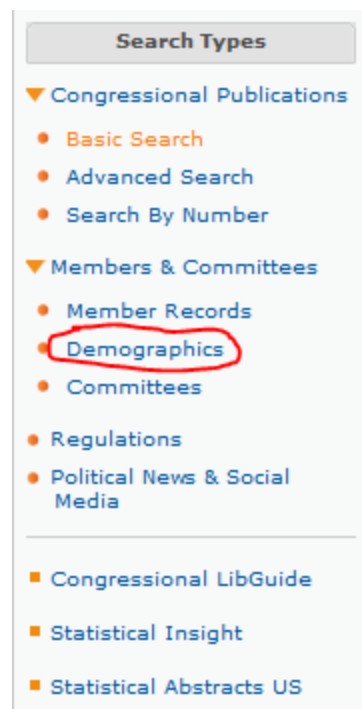 Search Types
Congressional Publications
Basic Search
Advanced Search
Search By Number
Members & Committees
Member Records
Demographics
Committees
Regulations
Political News & Social
Media
Congressional LibGuide
Statistical Insight
Statistical Abstracts US